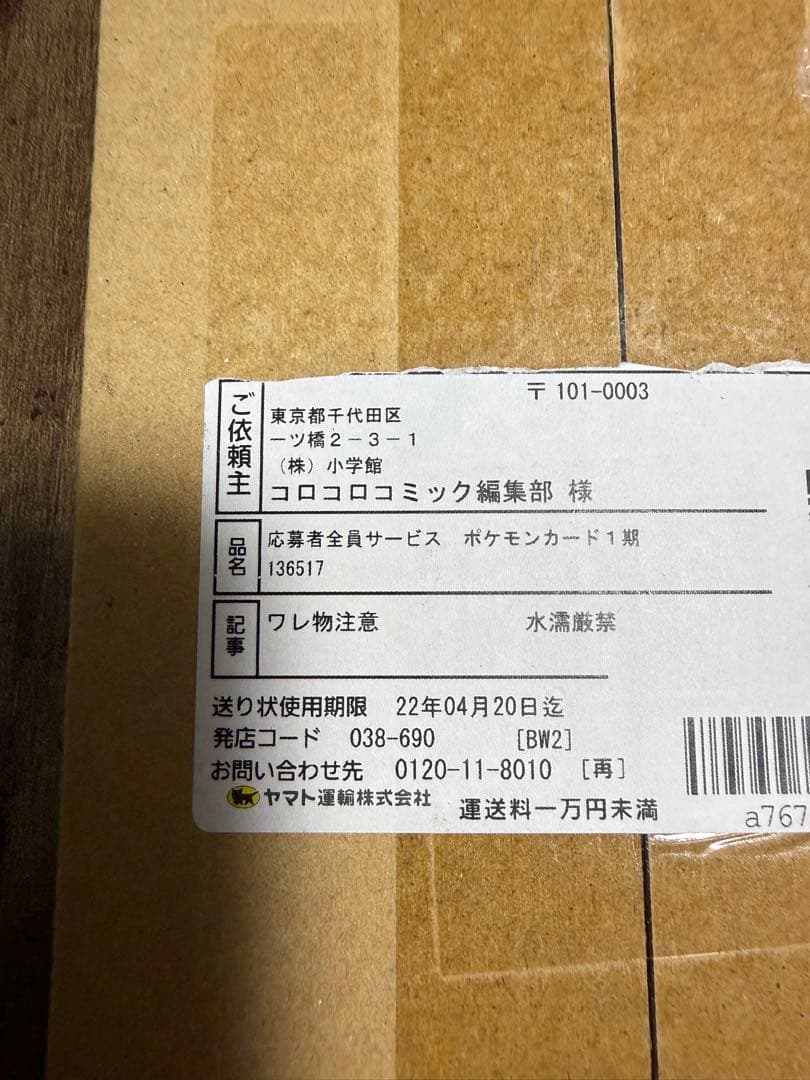 〒 101-0003
ご依頼主
東京都千代田区
一ツ橋２－３－１
（株）小学館
コロコロコミック編集部 様
品名
応募者全員サービス ポケモンカード１期
136517
記事
ワレ物注意 水濡厳禁
送り状使用期限 22年04月20日迄
発店コード 038-690 [BW2]
お問い合わせ先 0120-11-8010 [再]
ヤマト運輸株式会社 運送料一万円未満
a767